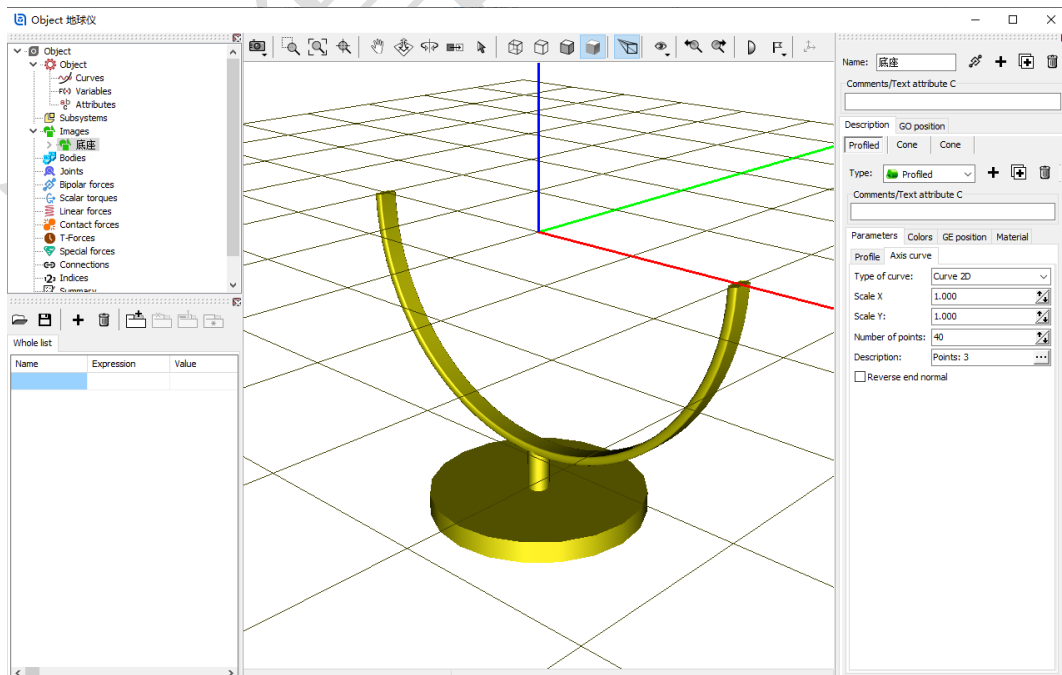 Object 地球仪
Object
Object
Curves
F(x) Variables
Attributes
Subsystems
Images
底座
Bodies
Joints
Bipolar forces
Scalar torques
Linear forces
Contact forces
T-Forces
Special forces
Connections
Indices
Summary
Whole list
Name Expression Value
Name: 底座
Comments/Text attribute C
Description GO position
Profiled Cone Cone
Type: Profiled
Comments/Text attribute C
Parameters Colors GE position Material
Profile Axis curve
Type of curve: Curve 2D
Scale X 1.000
Scale Y: 1.000
Number of points: 40
Description: Points: 3 ...
Reverse end normal